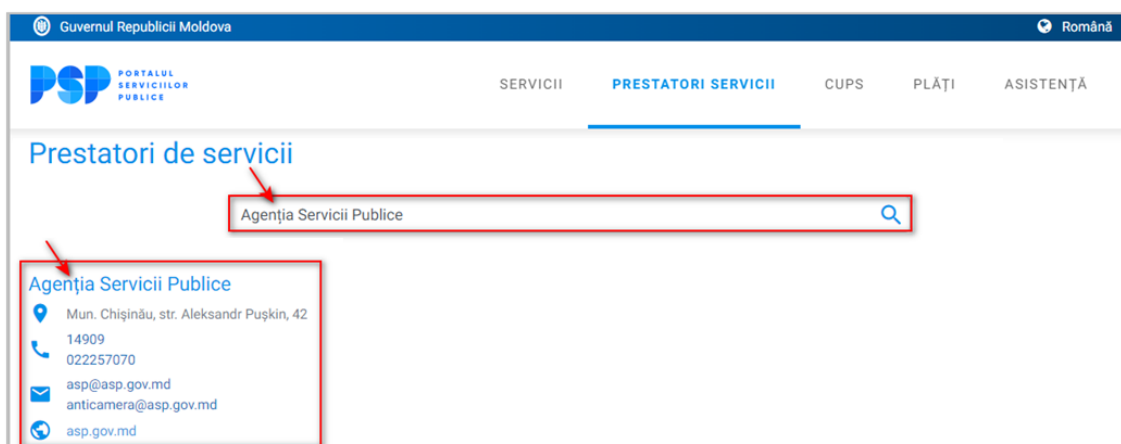 Guvernul Republicii Moldova
Română
PSP
PORTALUL
SERVICIILOR
PUBLICE
SERVICII
PRESTATORI SERVICII
CUPS
PLĂȚI
ASISTENȚĂ
Prestatori de servicii
Agenția Servicii Publice
Agenția Servicii Publice
Mun. Chişinău, str. Aleksandr Puşkin, 42
14909
022257070
asp@asp.gov.md
anticamera@asp.gov.md
asp.gov.md